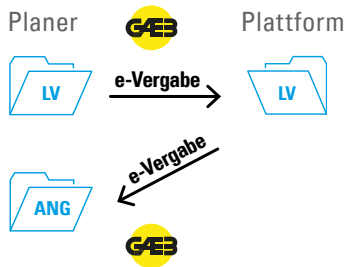 Planer GAEB Plattform
LV e-Vergabe LV
e-Vergabe
ANG
GAEB